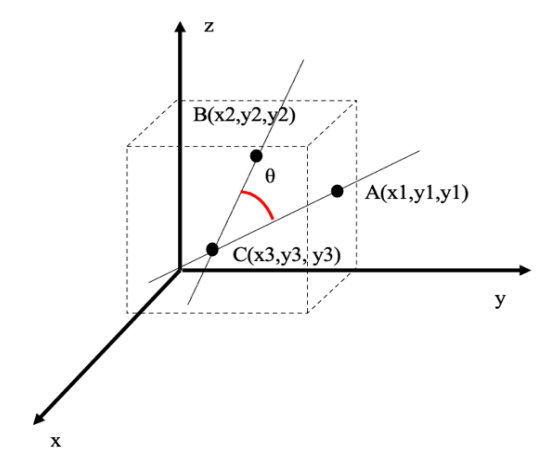 z
B(x2,y2,y2)
θ
A(x1,y1,y1)
C(x3,y3, y3)
y
x